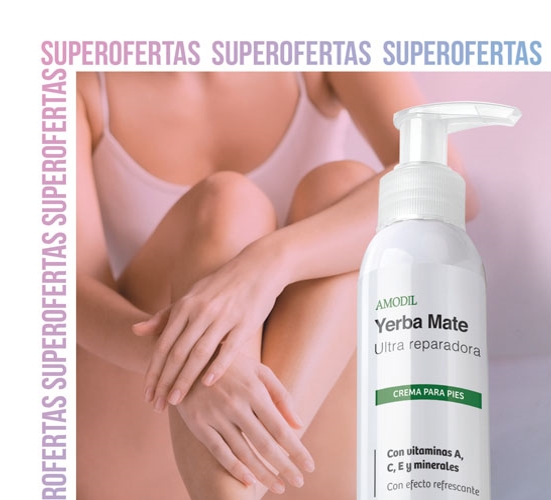 SUPEROFERTAS SUPEROFERTAS SUPEROFERTAS
ROFERTAS SUPEROFERTAS SUPEROFERTAS
AMODIL
Yerba Mate
Ultra reparadora
CREMA PARA PIES
Con vitaminas A,
C, E y minerales
Con efecto refrescante